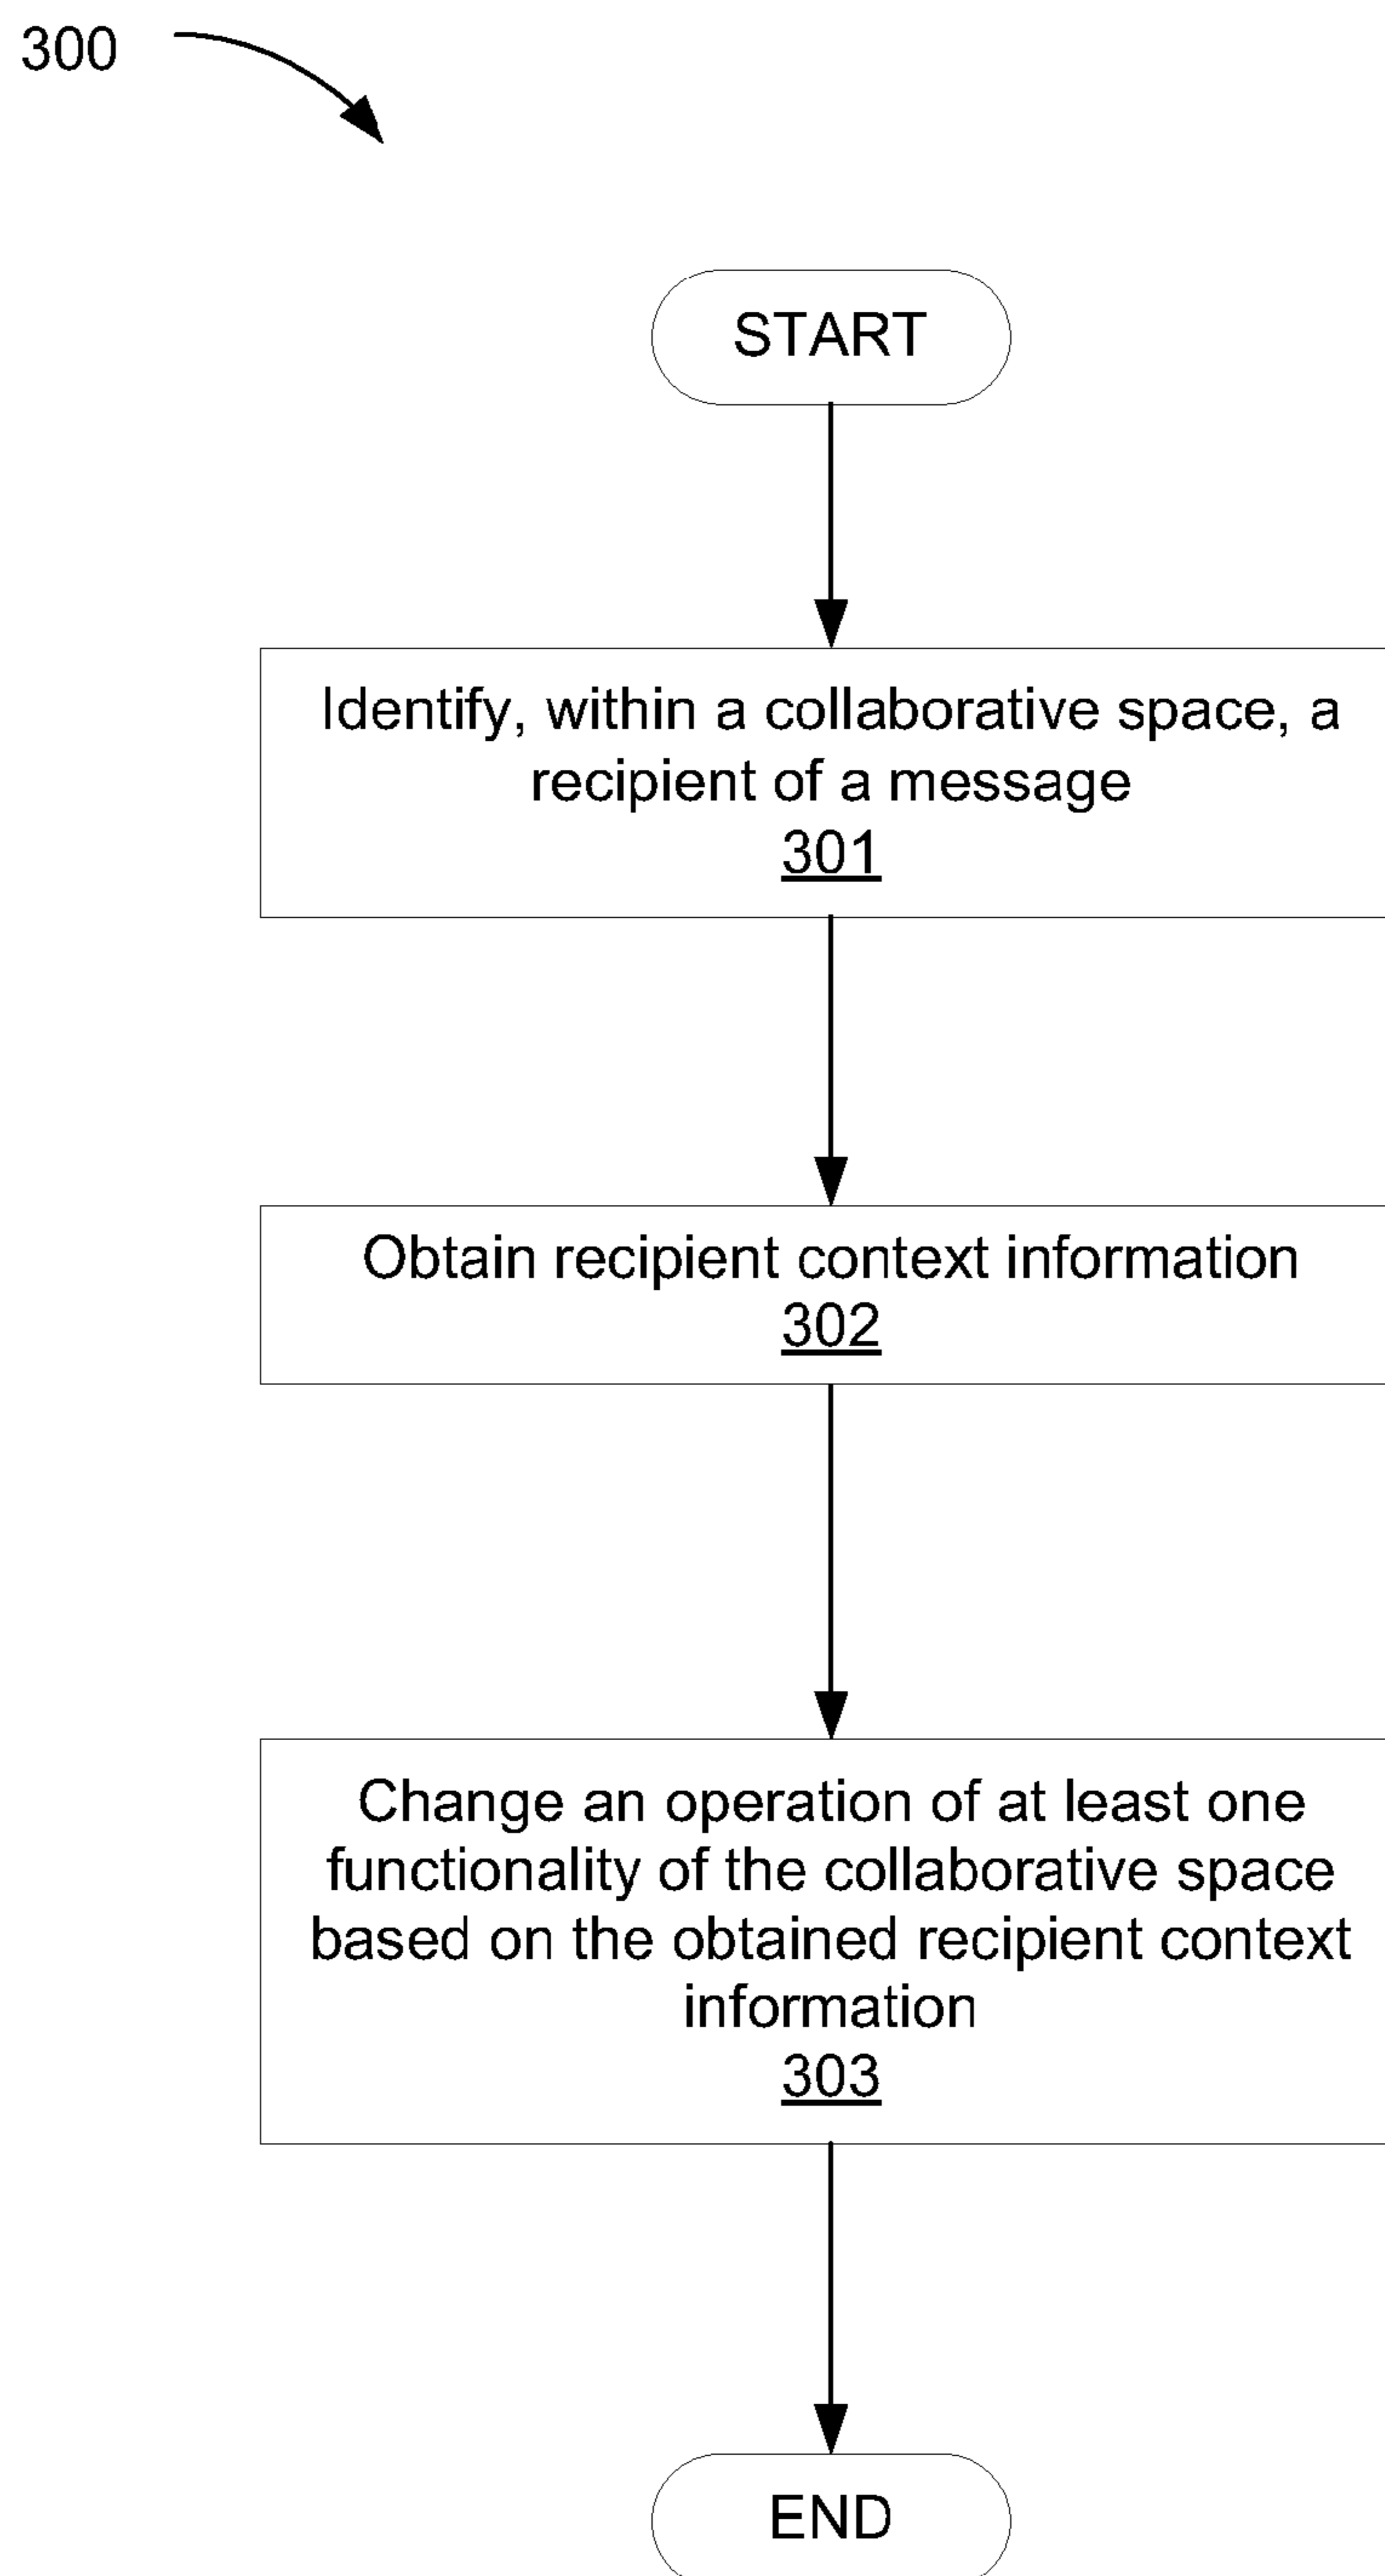 300
START
Identify, within a collaborative space, a
recipient of a message
301
Obtain recipient context information
302
Change an operation of at least one
functionality of the collaborative space
based on the obtained recipient context
information
303
END